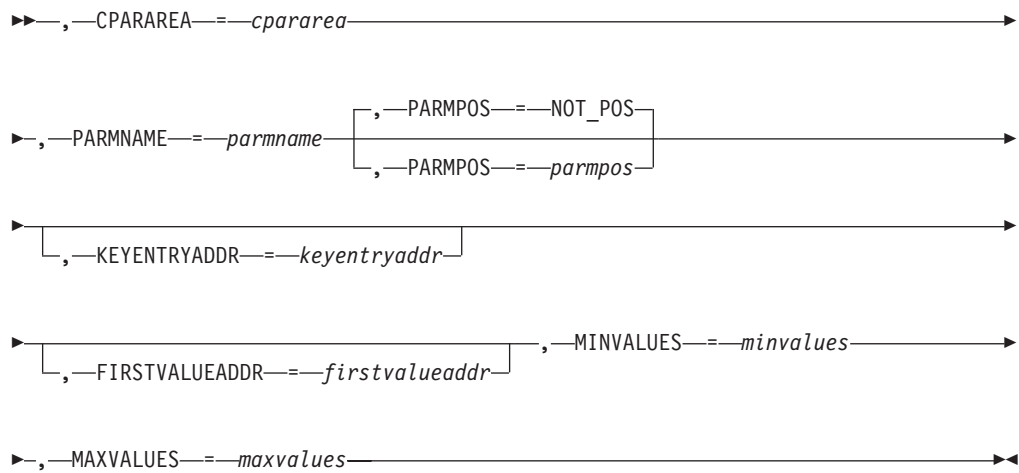 , CPARAREA = cpararea
, PARMPOS = NOT_POS
, PARMNAME = parmname
, PARMPOS = parmpos
, KEYENTRYADDR = keyentryaddr
, MINVALUES = minvalues
, FIRSTVALUEADDR = firstvalueaddr
, MAXVALUES = maxvalues